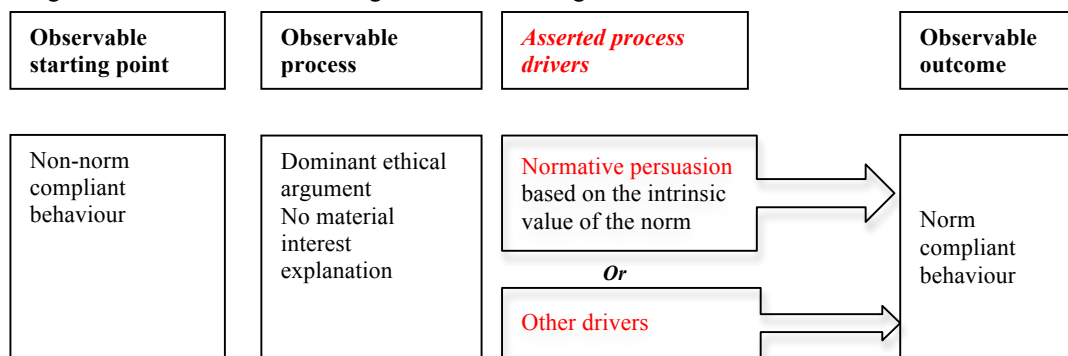 Observable
starting point
Observable
process
Asserted process
drivers
Observable
outcome
Non-norm
compliant
behaviour
Dominant ethical
argument
No material
interest
explanation
Normative persuasion
based on the intrinsic
value of the norm
Or
Other drivers
Norm
compliant
behaviour